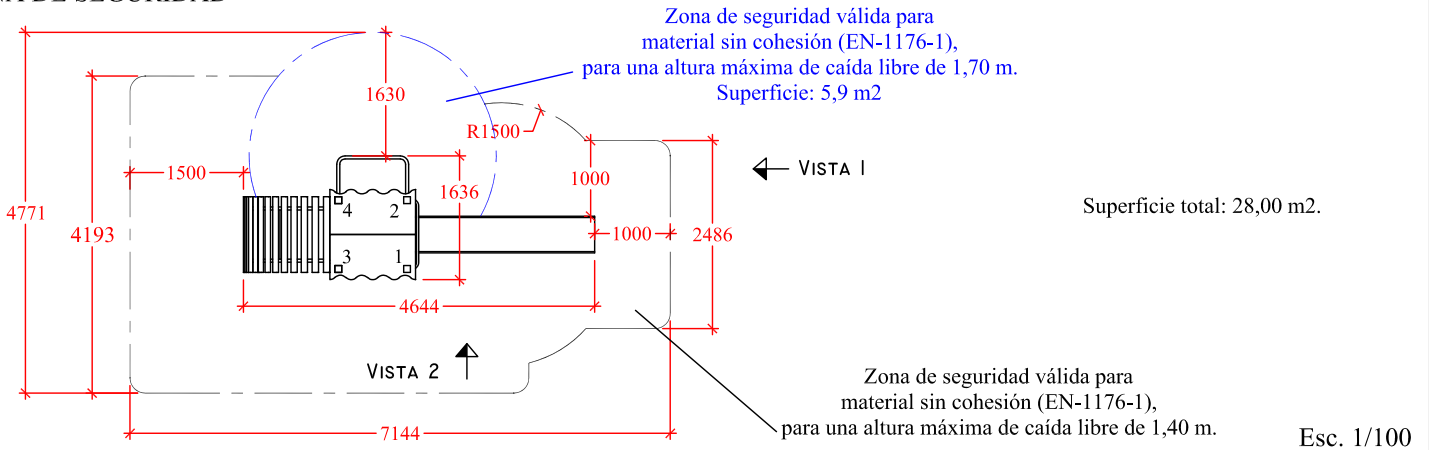 DE SEGURIDAD
Zona de seguridad válida para
material sin cohesión (EN-1176-1),
para una altura máxima de caída libre de 1,70 m.
Superficie: 5,9 m2
1630
R1500
1500
1636
1000
VISTA 1
4771
4193
4
2
3
1
1000
2486
Superficie total: 28,00 m2.
4644
VISTA 2
7144
Zona de seguridad válida para
material sin cohesión (EN-1176-1),
para una altura máxima de caída libre de 1,40 m.
Esc. 1/100